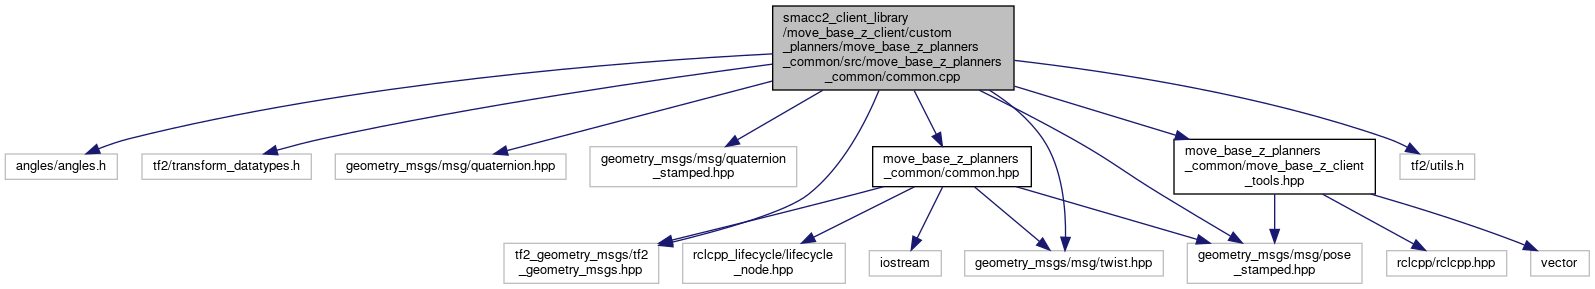 smacc2_client_library
/move_base_z_client/custom
_planners/move_base_z_planners
_common/src/move_base_z_planners
_common/common.cpp
angles/angles.h
tf2/transform_datatypes.h
geometry_msgs/msg/quaternion.hpp
geometry_msgs/msg/quaternion
_stamped.hpp
move_base_z_planners
_common/common.hpp
move_base_z_planners
_common/move_base_z_client
_tools.hpp
tf2/utils.h
tf2_geometry_msgs/tf2
_geometry_msgs.hpp
rclcpp_lifecycle/lifecycle
_node.hpp
iostream
geometry_msgs/msg/twist.hpp
geometry_msgs/msg/pose
_stamped.hpp
rclcpp/rclcpp.hpp
vector